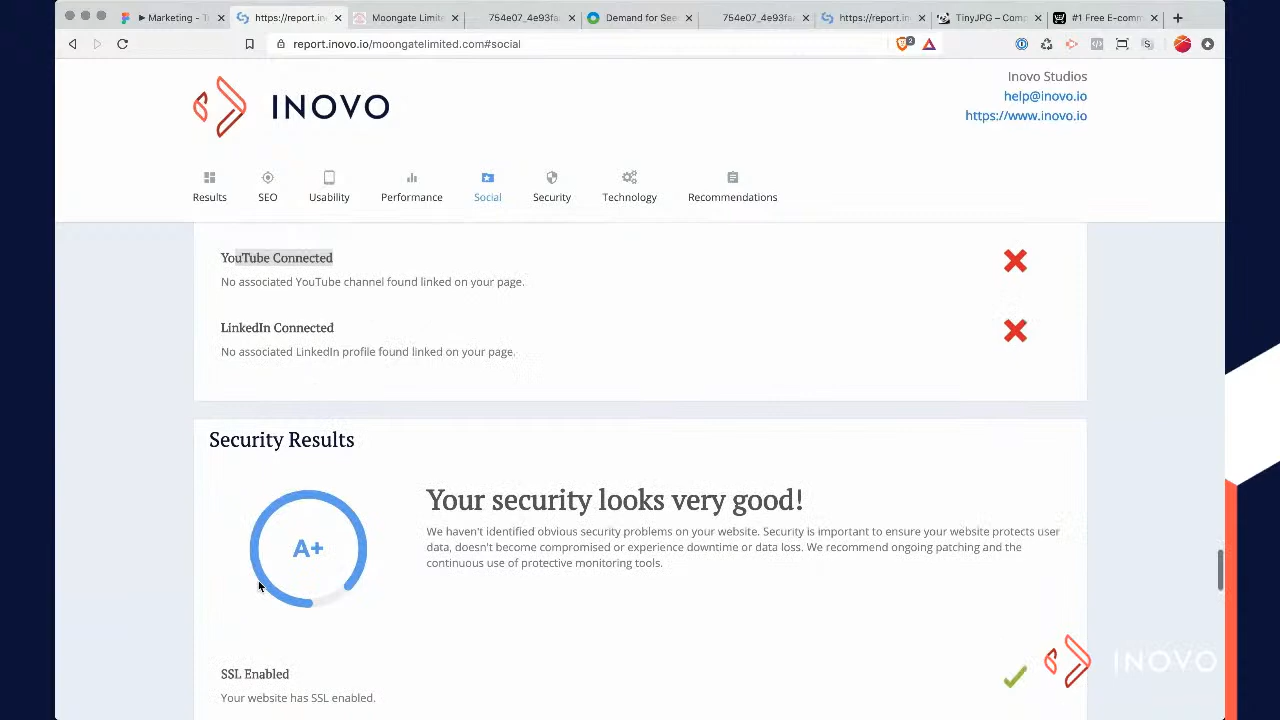 Marketing - T
https://report.in
Moongate Limite
754e07_4e93fa
Demand for See
754e07_4e93fa
https://report.in
TinyJPG – Com
#1 Free E-comm
report.inovo.io/moongatelimited.com#social
2
INOVO
Inovo Studios
help@inovo.io
https://www.inovo.io
Results
SEO
Usability
Performance
Social
Security
Technology
Recommendations
YouTube Connected
No associated YouTube channel found linked on your page.
LinkedIn Connected
No associated LinkedIn profile found linked on your page.
Security Results
A+
Your security looks very good!
We haven't identified obvious security problems on your website. Security is important to ensure your website protects user
data, doesn't become compromised or experience downtime or data loss. We recommend ongoing patching and the
continuous use of protective monitoring tools.
SSL Enabled
Your website has SSL enabled.
INOVO